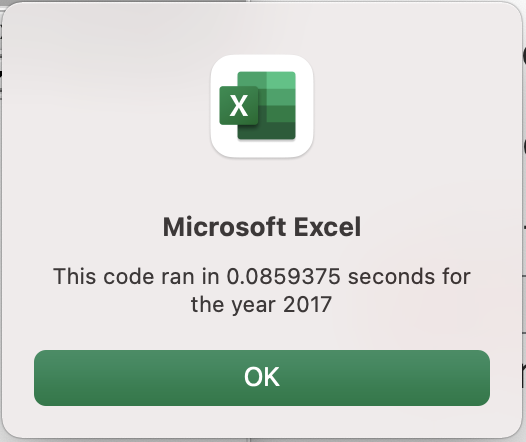 X
Microsoft Excel
This code ran in 0.0859375 seconds for
the year 2017
OK